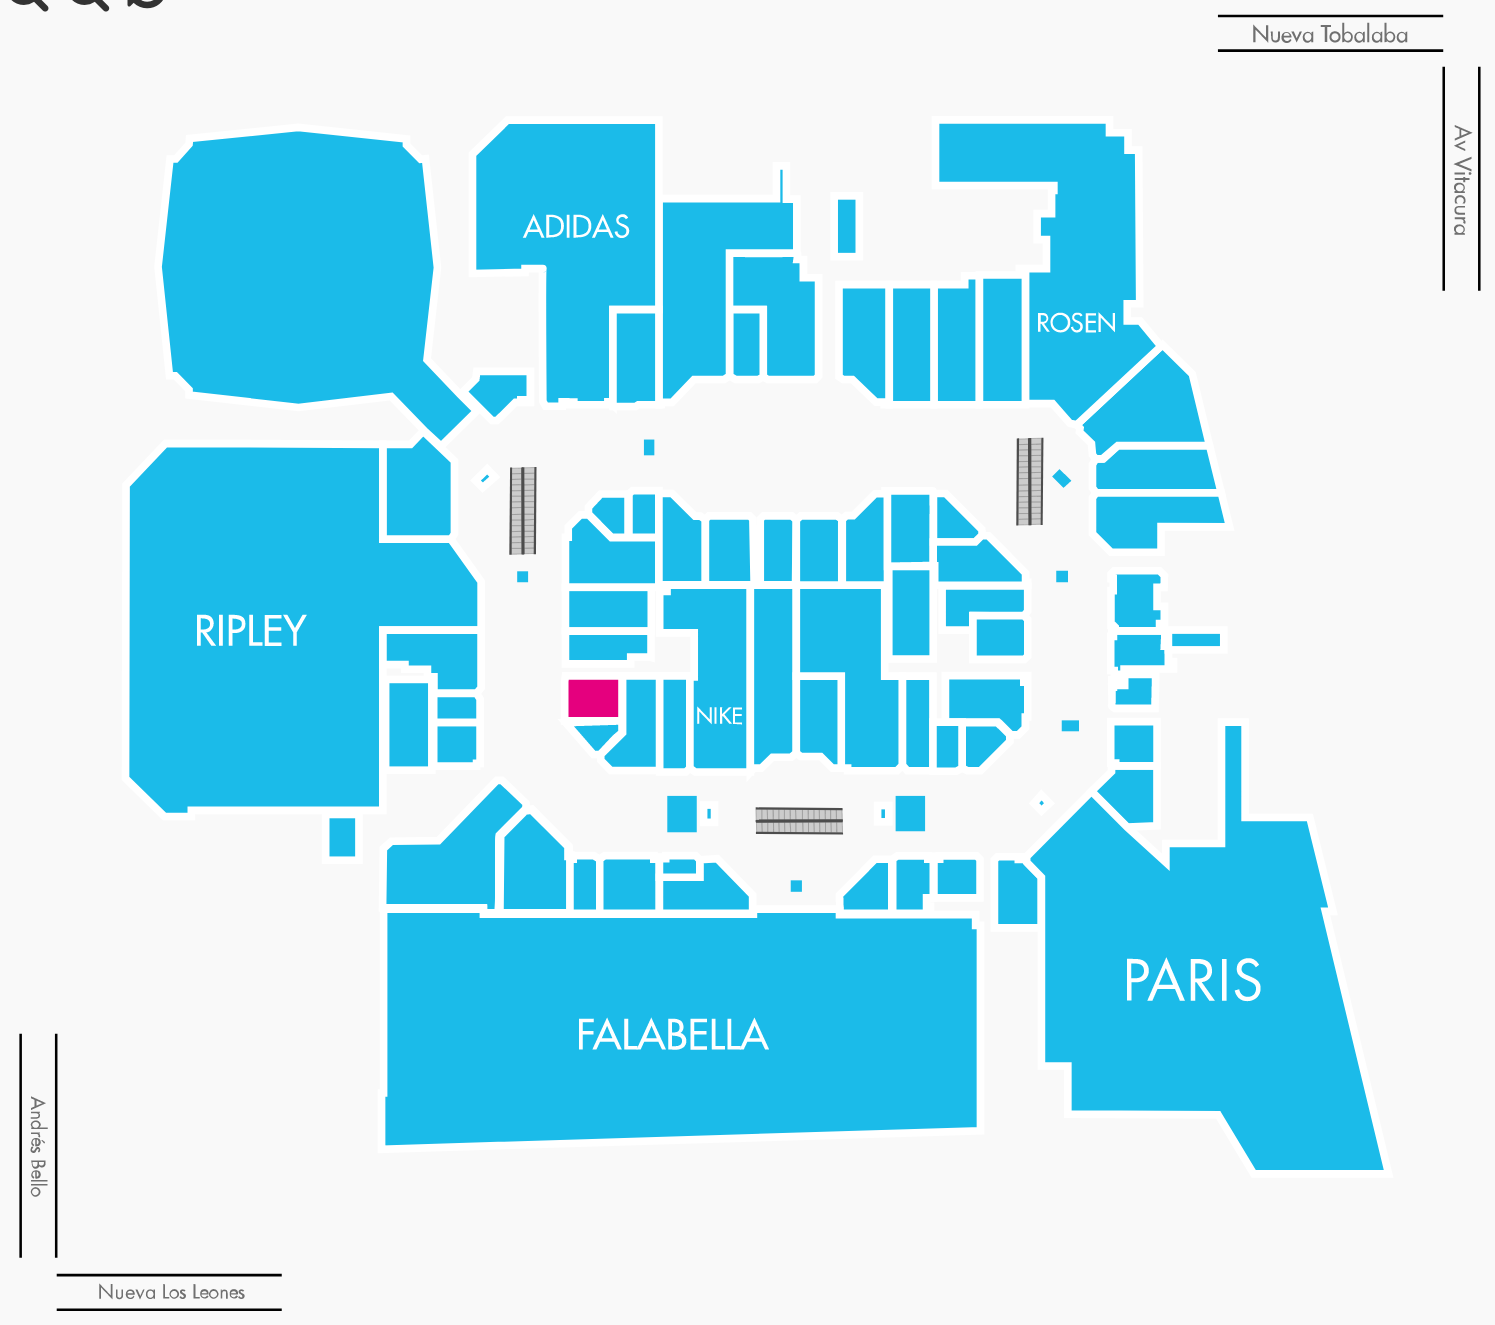 Nueva Tobalaba
Av Vitacura
ADIDAS
ROSEN
RIPLEY
NIKE
PARIS
FALABELLA
Andrés Bello
Nueva Los Leones